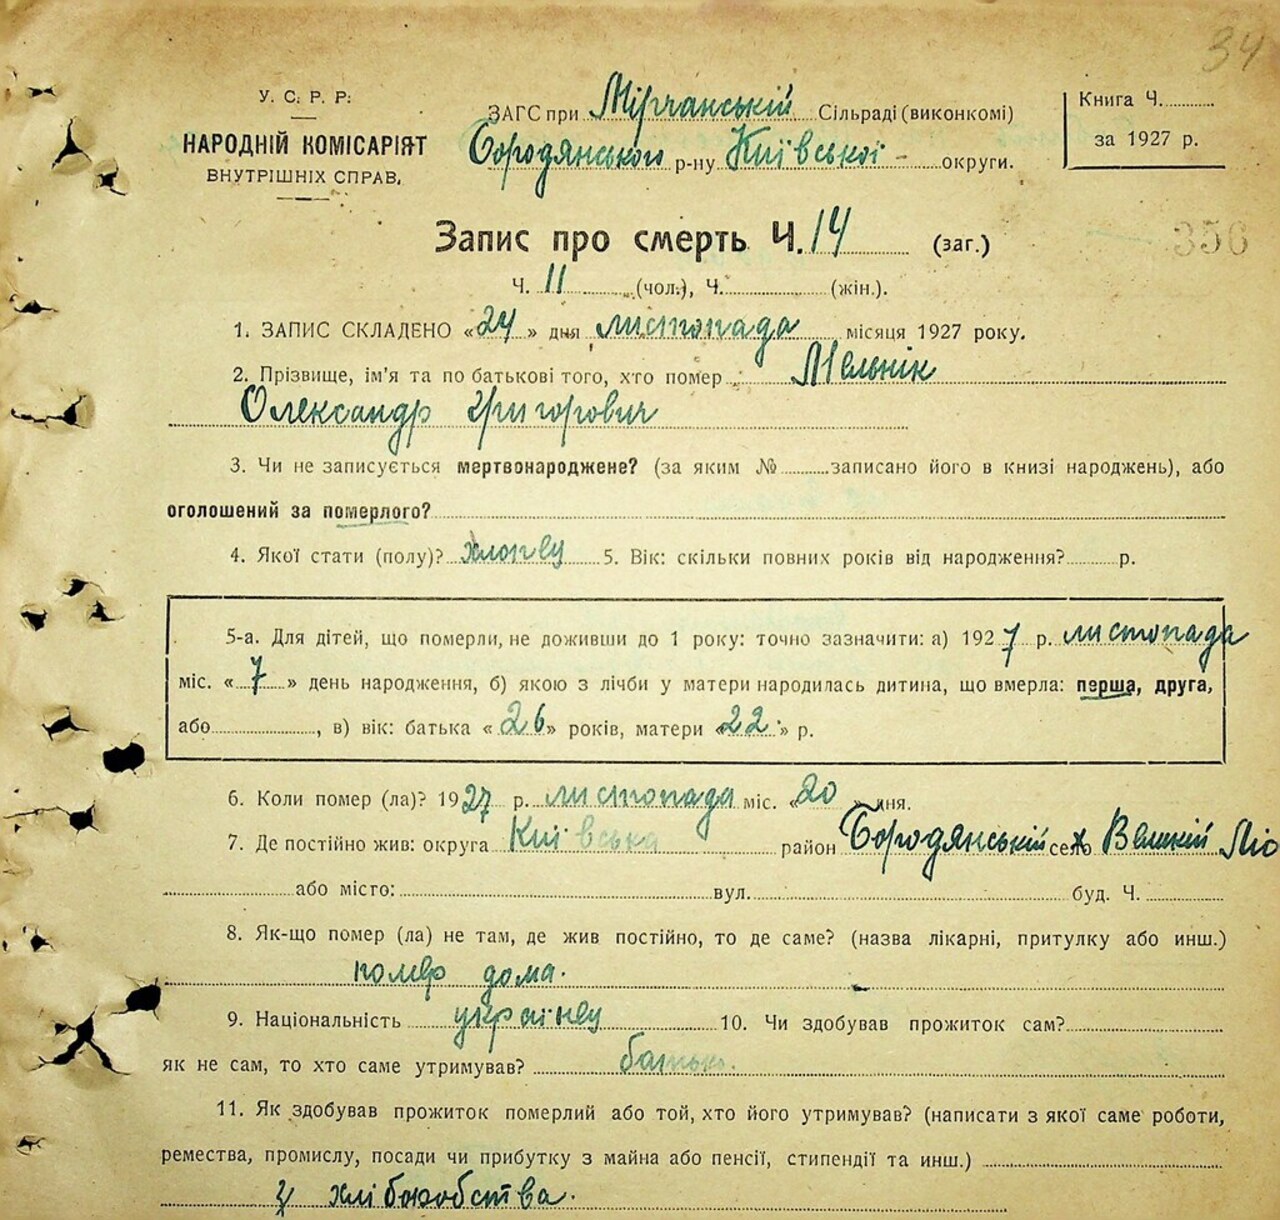 34
У. С. Р. Р.
НАРОДНІЙ КОМІСАРІЯТ
ВНУТРІШНІХ СПРАВ.
ЗАГС при Мірчанській Сільраді (виконкомі)
Бородянського р-ну Київської округи.
Книга Ч.
за 1927 р.
Запис про смерть Ч. 14 (заг.)
356
Ч. 11 (чол.), Ч. (жін.).
1. ЗАПИС СКЛАДЕНО «24» дня листопада місяця 1927 року.
2. Прізвище, ім'я та по батькові того, хто помер Мельнік
Олександр Григорович
3. Чи не записується мертвонароджене? (за яким № записано його в книзі народжень), або
оголошений за померлого?
4. Якої стати (полу)? хлопец 5. Вік: скільки повних років від народження? р.
5-а. Для дітей, що померли, не доживши до 1 року: точно зазначити: а) 1927 р. листопада
міс. «7» день народження, б) якою з лічби у матери народилась дитина, що вмерла: перша, друга,
або , в) вік: батька «26» років, матери «22» р.
6. Коли помер (ла)? 1927 р. листопада міс. «20» дня.
7. Де постійно жив: округа Київська район Бородянській село Великій Ліс
або місто: вул. буд. Ч.
8. Як-що помер (ла) не там, де жив постійно, то де саме? (назва лікарні, притулку або инш.)
помер дома.
9. Національність українец 10. Чи здобував прожиток сам?
як не сам, то хто саме утримував? батько.
11. Як здобував прожиток померлий або той, хто його утримував? (написати з якої саме роботи,
ремества, промислу, посади чи прибутку з майна або пенсії, стипендії та инш.)
з хліборобства.